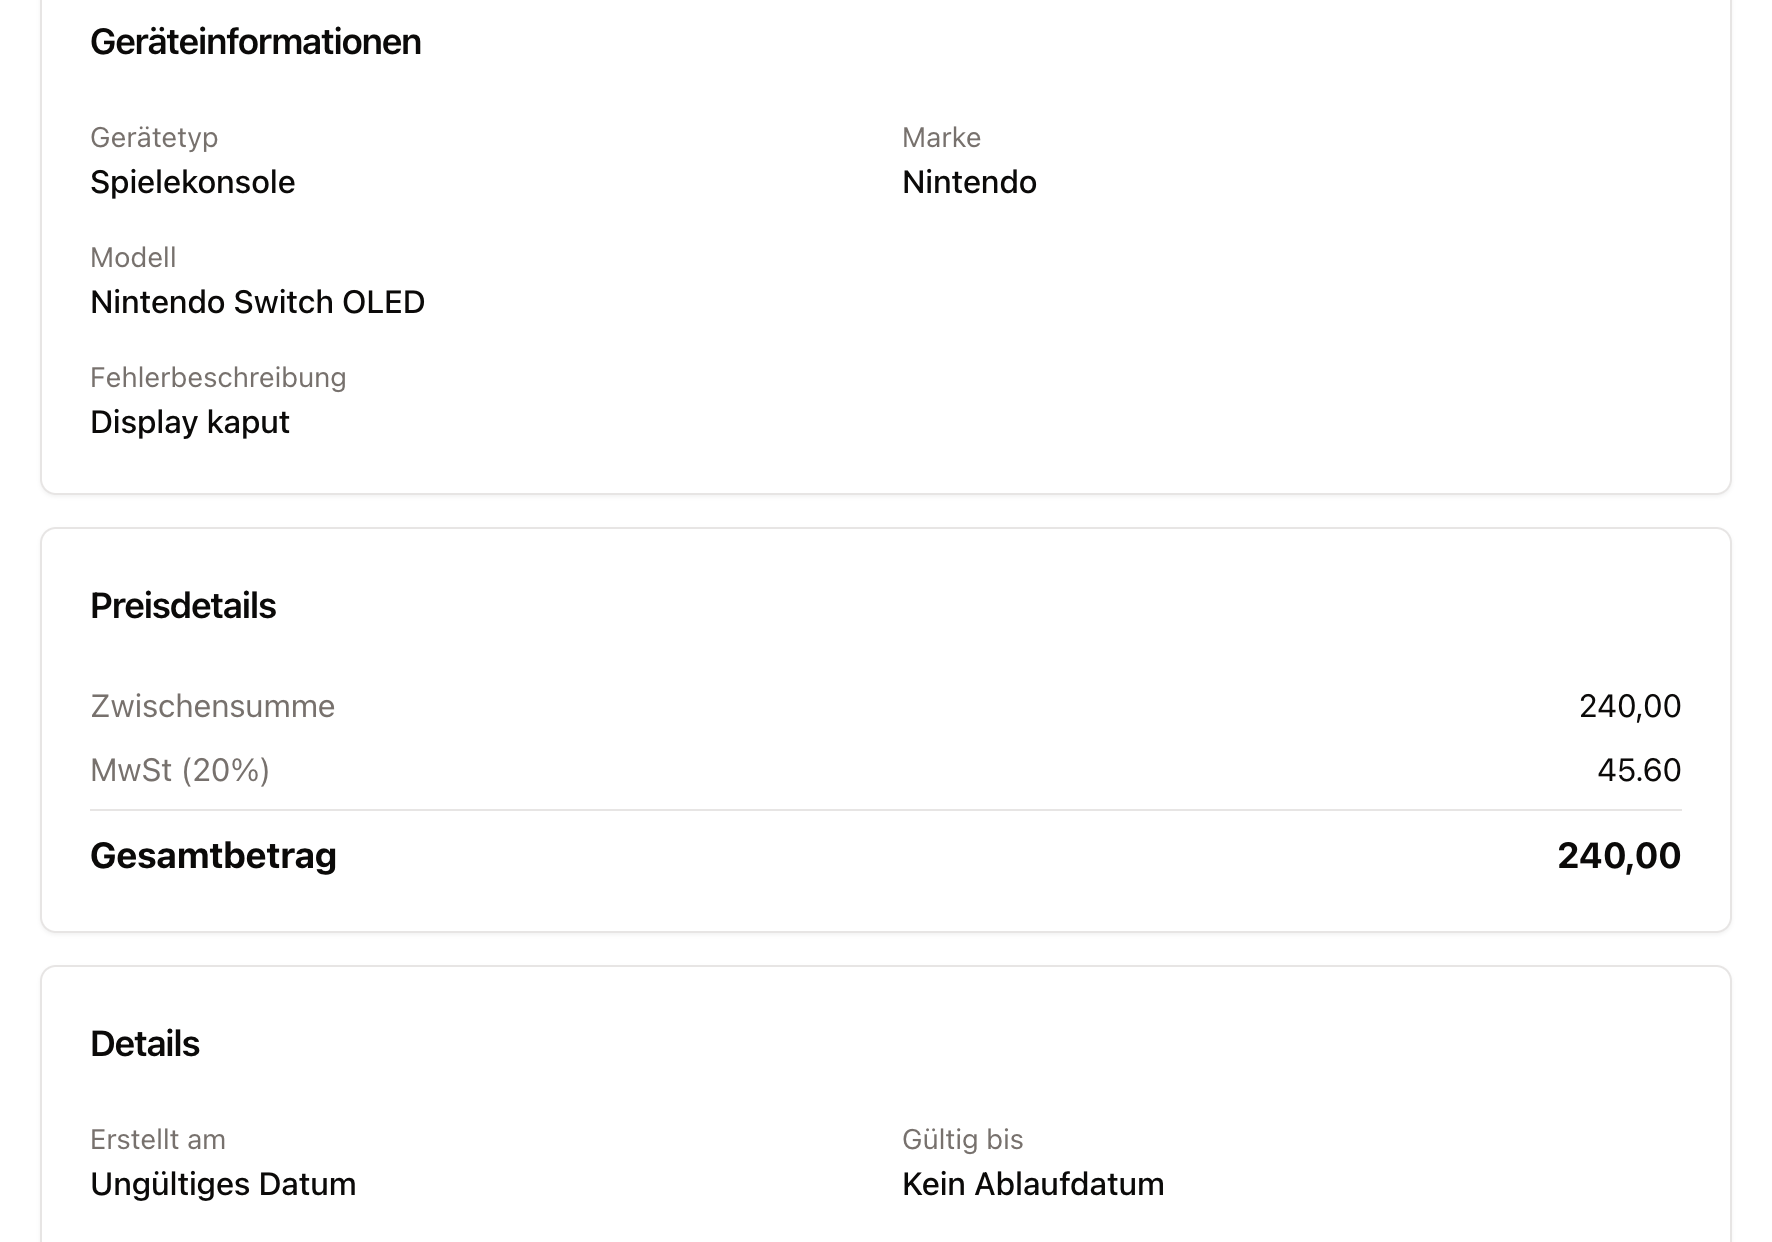 Geräteinformationen
Gerätetyp
Spielekonsole
Marke
Nintendo
Modell
Nintendo Switch OLED
Fehlerbeschreibung
Display kaput
Preisdetails
Zwischensumme 240,00
MwSt (20%) 45.60
Gesamtbetrag 240,00
Details
Erstellt am
Ungültiges Datum
Gültig bis
Kein Ablaufdatum